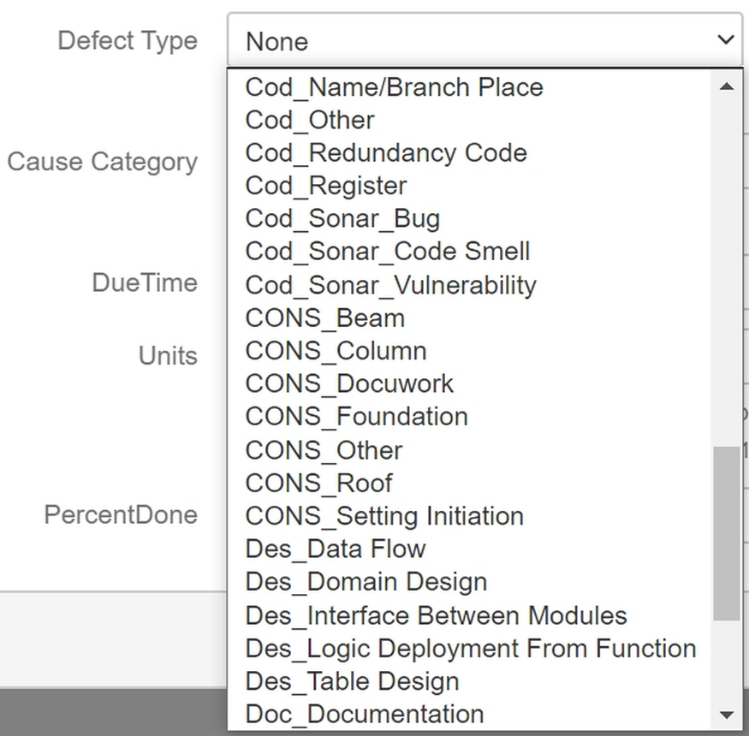 Defect Type
None
Cod_Name/Branch Place
Cod_Other
Cause Category
Cod_Redundancy Code
Cod_Register
Cod_Sonar_Bug
Cod_Sonar_Code Smell
DueTime
Cod_Sonar_Vulnerability
CONS_Beam
Units
CONS_Column
CONS_Docuwork
CONS_Foundation
CONS_Other
CONS_Roof
PercentDone
CONS_Setting Initiation
Des_Data Flow
Des_Domain Design
Des_Interface Between Modules
Des_Logic Deployment From Function
Des_Table Design
Doc_Documentation